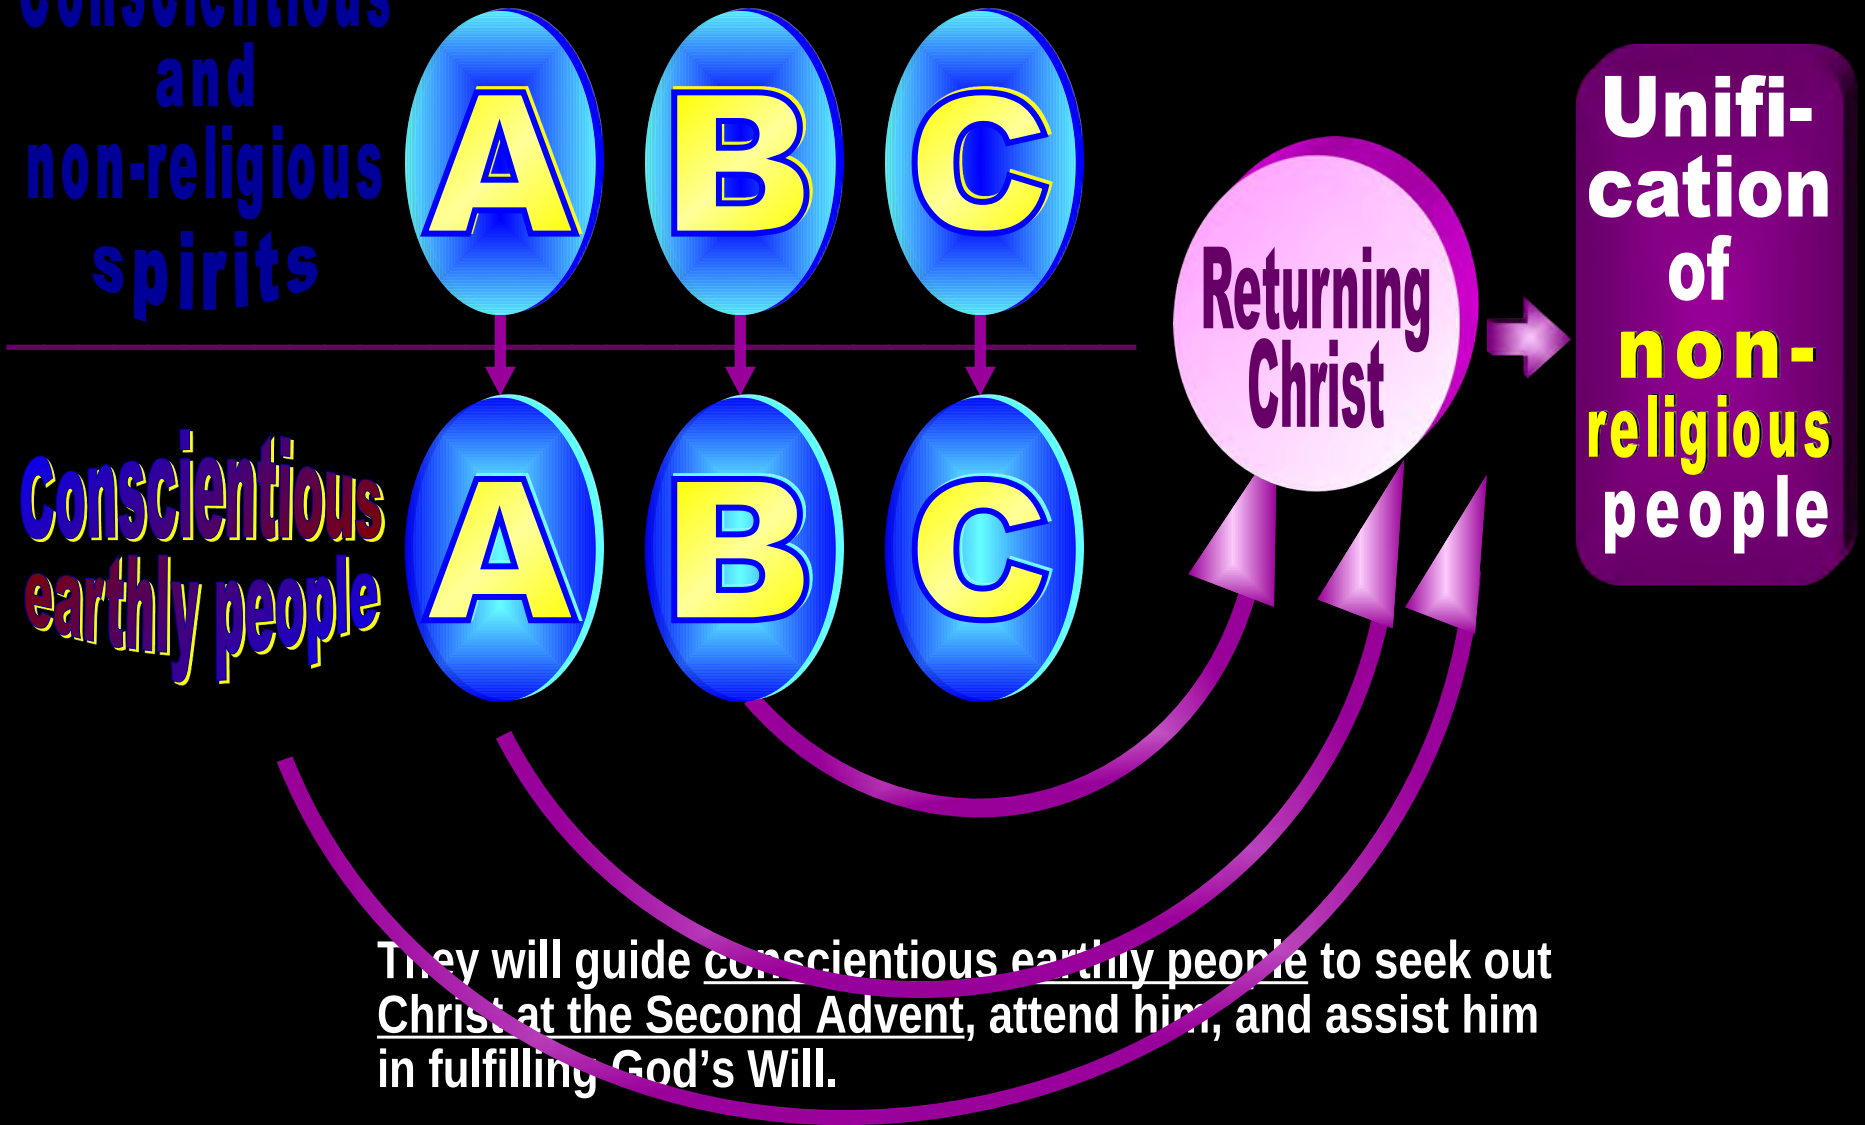 Conscientious
and
non-religious
spirits
A B C
Conscientious
earthly people
A B C
Returning
Christ
Unifi-
cation
of
non-
religious
people
They will guide conscientious earthly people to seek out
Christ at the Second Advent, attend him, and assist him
in fulfilling God’s Will.